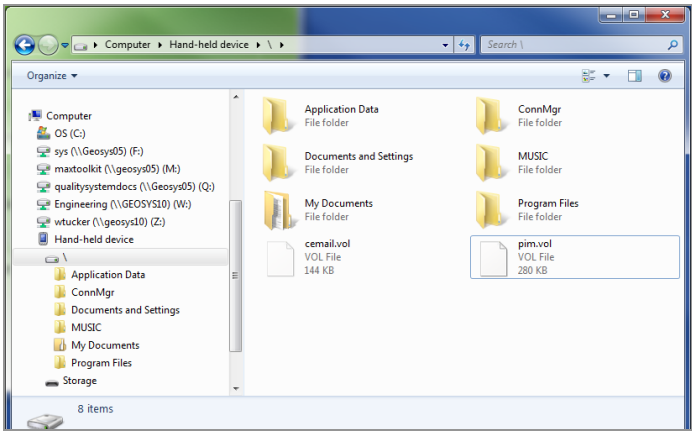 Computer ▸ Hand-held device ▸ \ ▸
Search \
Organize
Computer
OS (C:)
sys (\\Geosys05) (F:)
maxtoolkit (\\geosys05) (M:)
qualitysystemdocs (\\Geosys05) (Q:)
Engineering (\\GEOSYS10) (W:)
wtucker (\\geosys10) (Z:)
Hand-held device
\
Application Data
ConnMgr
Documents and Settings
MUSIC
My Documents
Program Files
Storage
Application Data
File folder
ConnMgr
File folder
Documents and Settings
File folder
MUSIC
File folder
My Documents
File folder
Program Files
File folder
cemail.vol
VOL File
144 KB
pim.vol
VOL File
280 KB
8 items